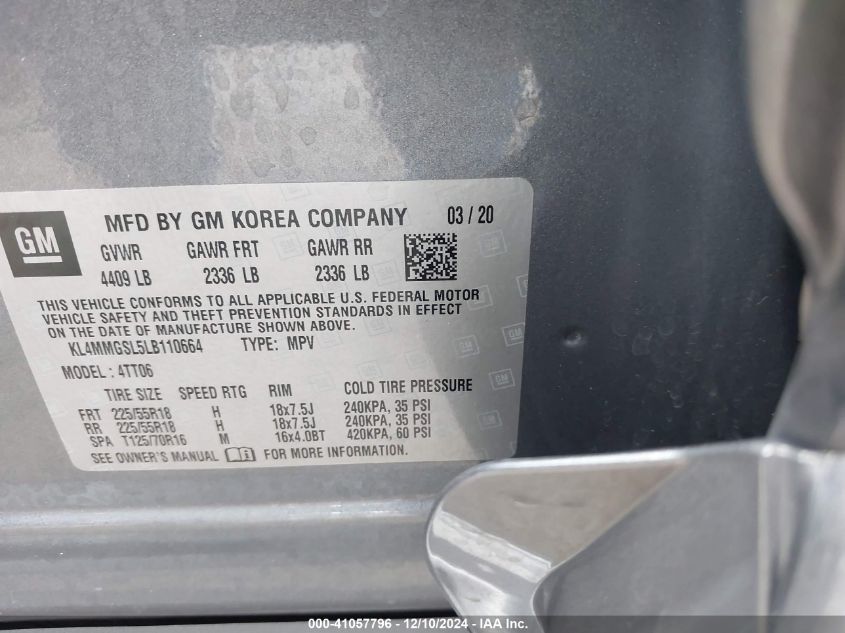 GM
MFD BY GM KOREA COMPANY 03 / 20
GVWR GAWR FRT GAWR RR
4409 LB 2336 LB 2336 LB
THIS VEHICLE CONFORMS TO ALL APPLICABLE U.S. FEDERAL MOTOR
VEHICLE SAFETY AND THEFT PREVENTION STANDARDS IN EFFECT
ON THE DATE OF MANUFACTURE SHOWN ABOVE.
KL4MMGSL5LB110664 TYPE: MPV
MODEL : 4TT06
TIRE SIZE SPEED RTG RIM COLD TIRE PRESSURE
FRT 225/55R18 H 18x7.5J 240KPA, 35 PSI
RR 225/55R18 H 18x7.5J 240KPA, 35 PSI
SPA T125/70R16 M 16x4.0BT 420KPA, 60 PSI
SEE OWNER'S MANUAL FOR MORE INFORMATION.
000-41057796 - 12/10/2024 - IAA Inc.